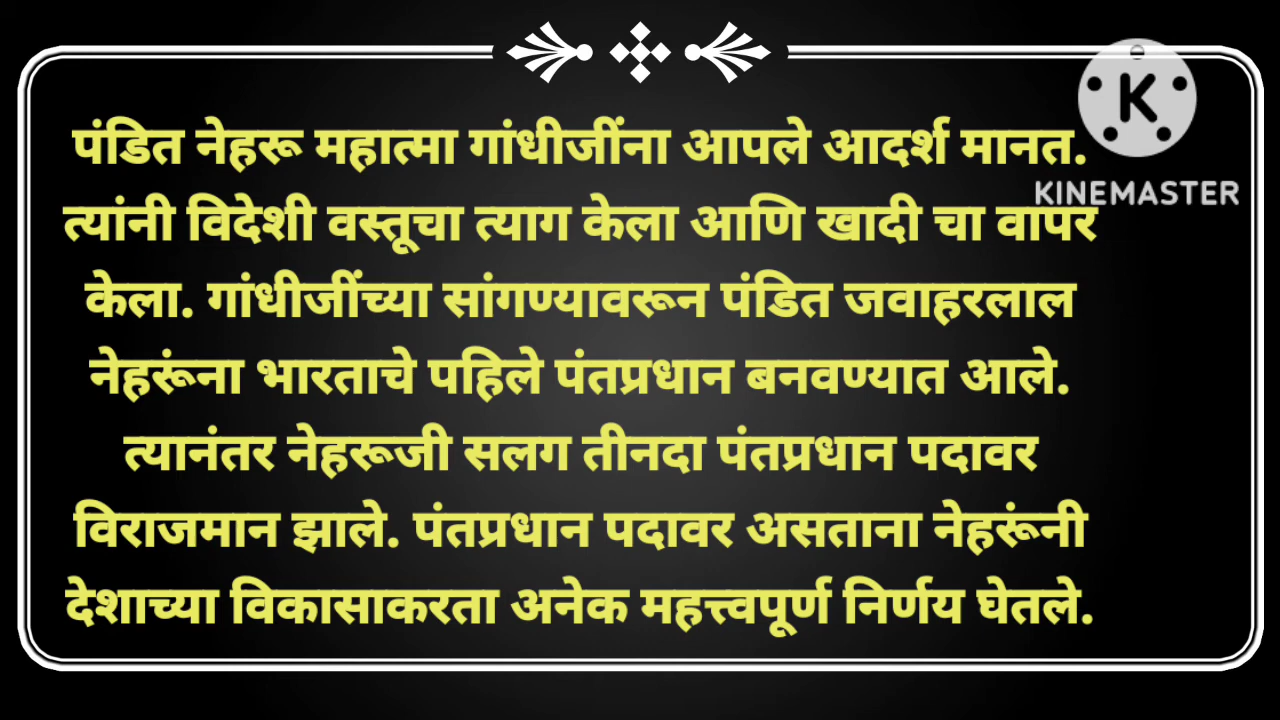 पंडित नेहरू महात्मा गांधीजींना आपले आदर्श मानत.
त्यांनी विदेशी वस्तूचा त्याग केला आणि खादी चा वापर
केला. गांधीजींच्या सांगण्यावरून पंडित जवाहरलाल
नेहरूंना भारताचे पहिले पंतप्रधान बनवण्यात आले.
त्यानंतर नेहरूजी सलग तीनदा पंतप्रधान पदावर
विराजमान झाले. पंतप्रधान पदावर असताना नेहरूंनी
देशाच्या विकासाकरता अनेक महत्त्वपूर्ण निर्णय घेतले.
K
KINEMASTER